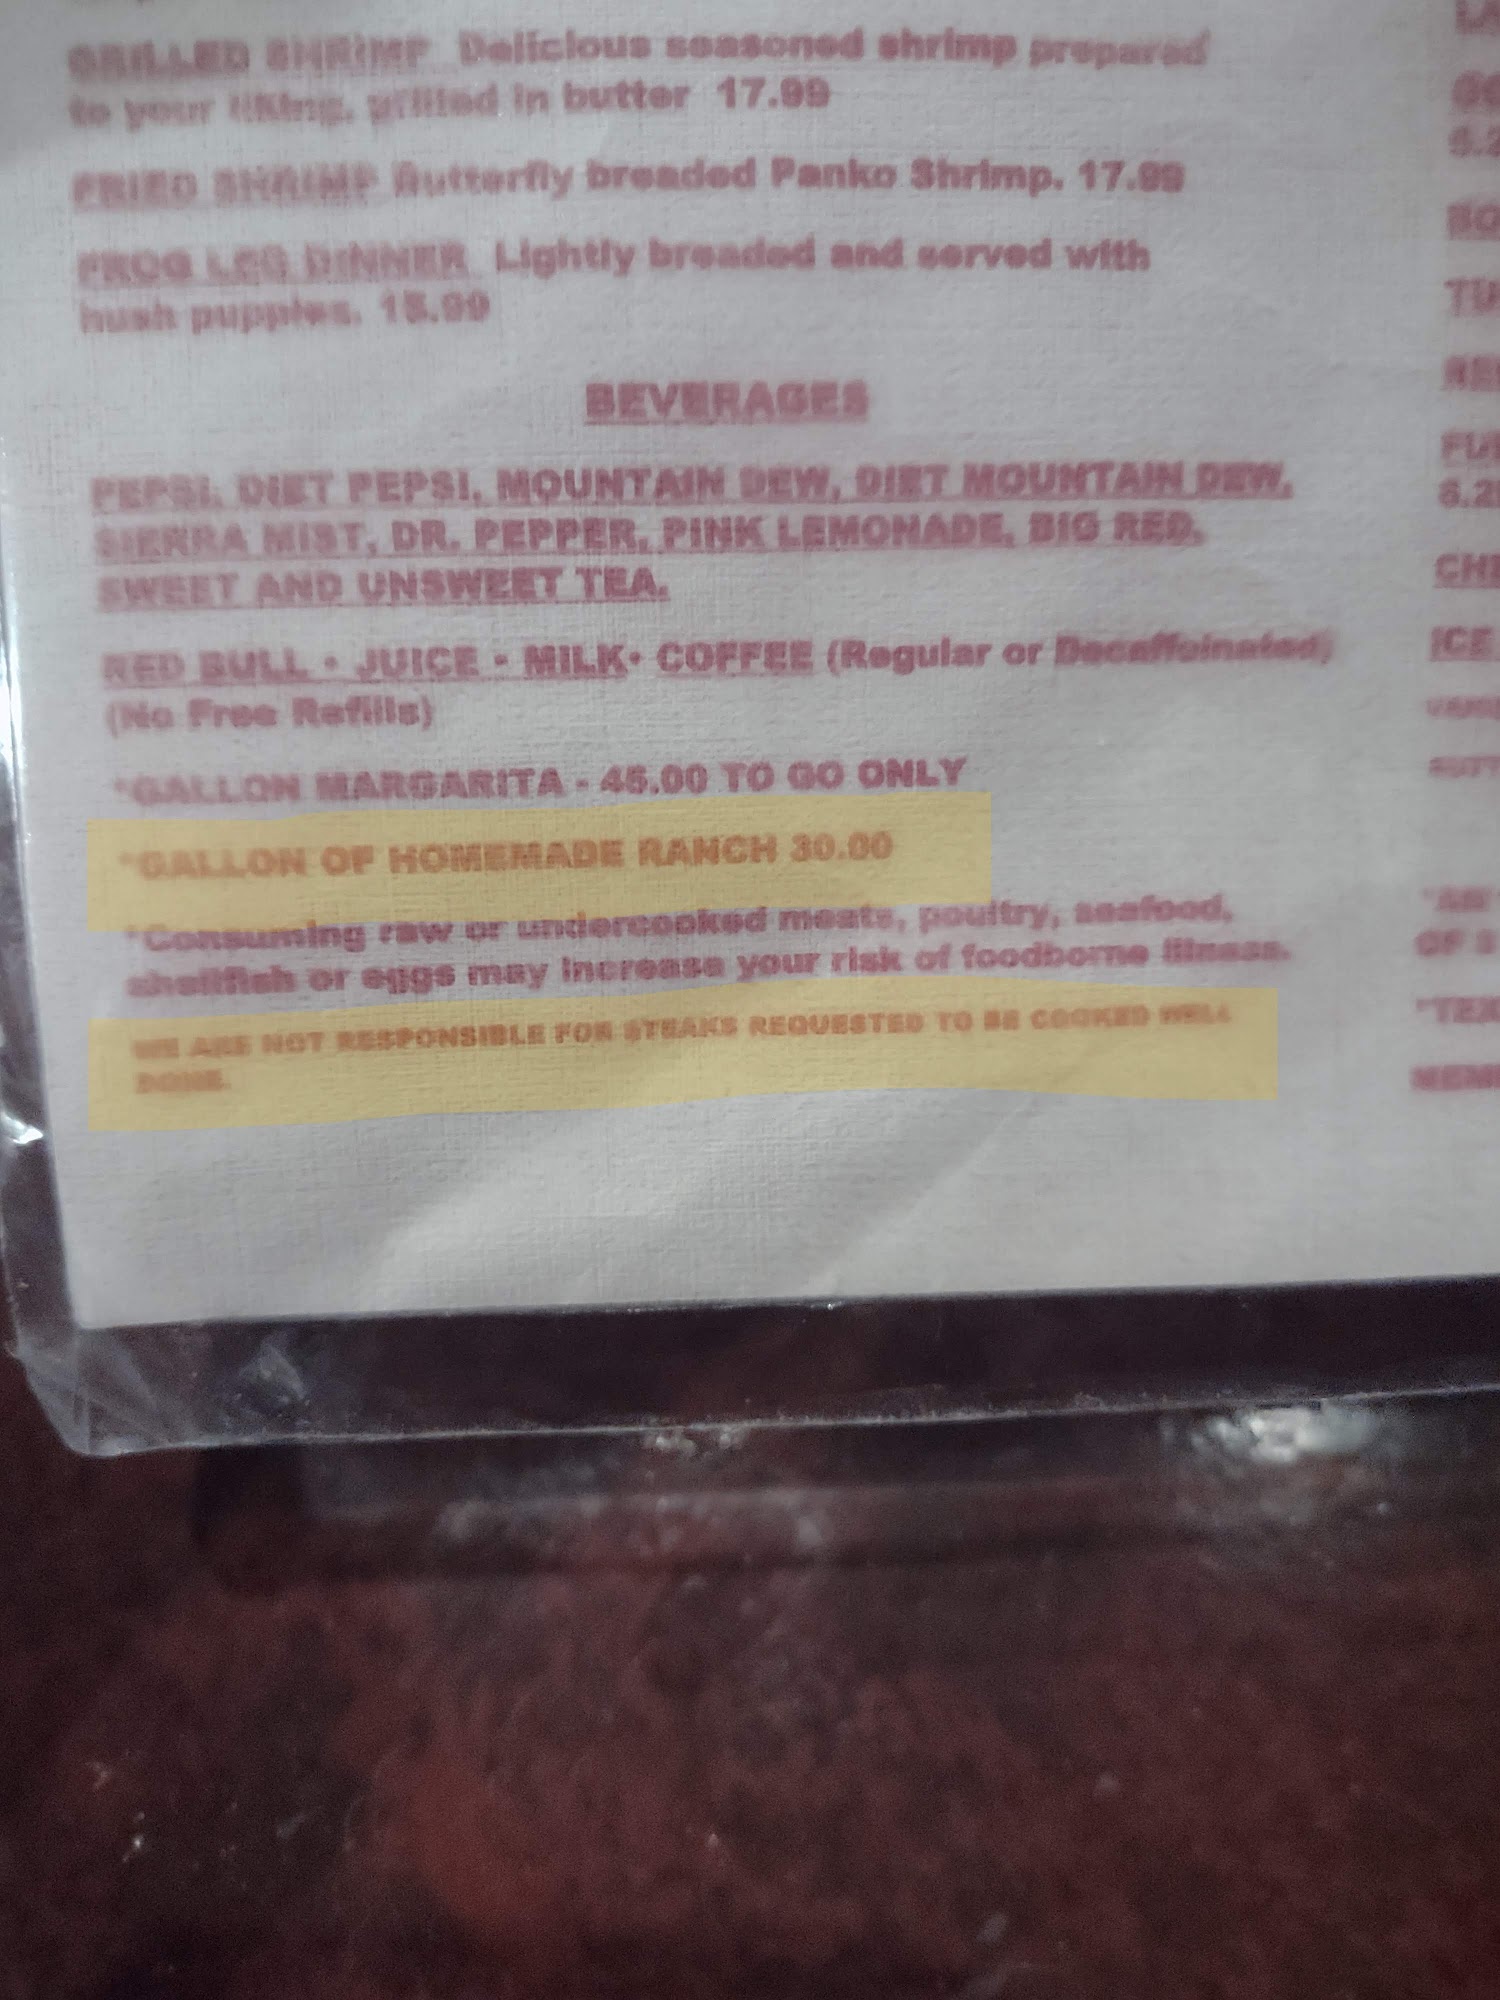 GRILLED SHRIMP Delicious seasoned shrimp prepared
to your liking, grilled in butter 17.99
FRIED SHRIMP Butterfly breaded Panko Shrimp. 17.99
FROG LEG DINNER Lightly breaded and served with
hush puppies. 15.99
BEVERAGES
PEPSI, DIET PEPSI, MOUNTAIN DEW, DIET MOUNTAIN DEW,
SIERRA MIST, DR. PEPPER, PINK LEMONADE, BIG RED,
SWEET AND UNSWEET TEA.
RED BULL • JUICE • MILK• COFFEE (Regular or Decaffeinated)
(No Free Refills)
*GALLON MARGARITA - 45.00 TO GO ONLY
*GALLON OF HOMEMADE RANCH 30.00
*Consuming raw or undercooked meats, poultry, seafood,
shellfish or eggs may increase your risk of foodborne illness.
WE ARE NOT RESPONSIBLE FOR STEAKS REQUESTED TO BE COOKED WELL
DONE.
ICE
OF